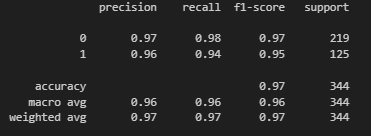 precision recall f1-score support
0 0.97 0.98 0.97 219
1 0.96 0.94 0.95 125
accuracy 0.97 344
macro avg 0.96 0.96 0.96 344
weighted avg 0.97 0.97 0.97 344